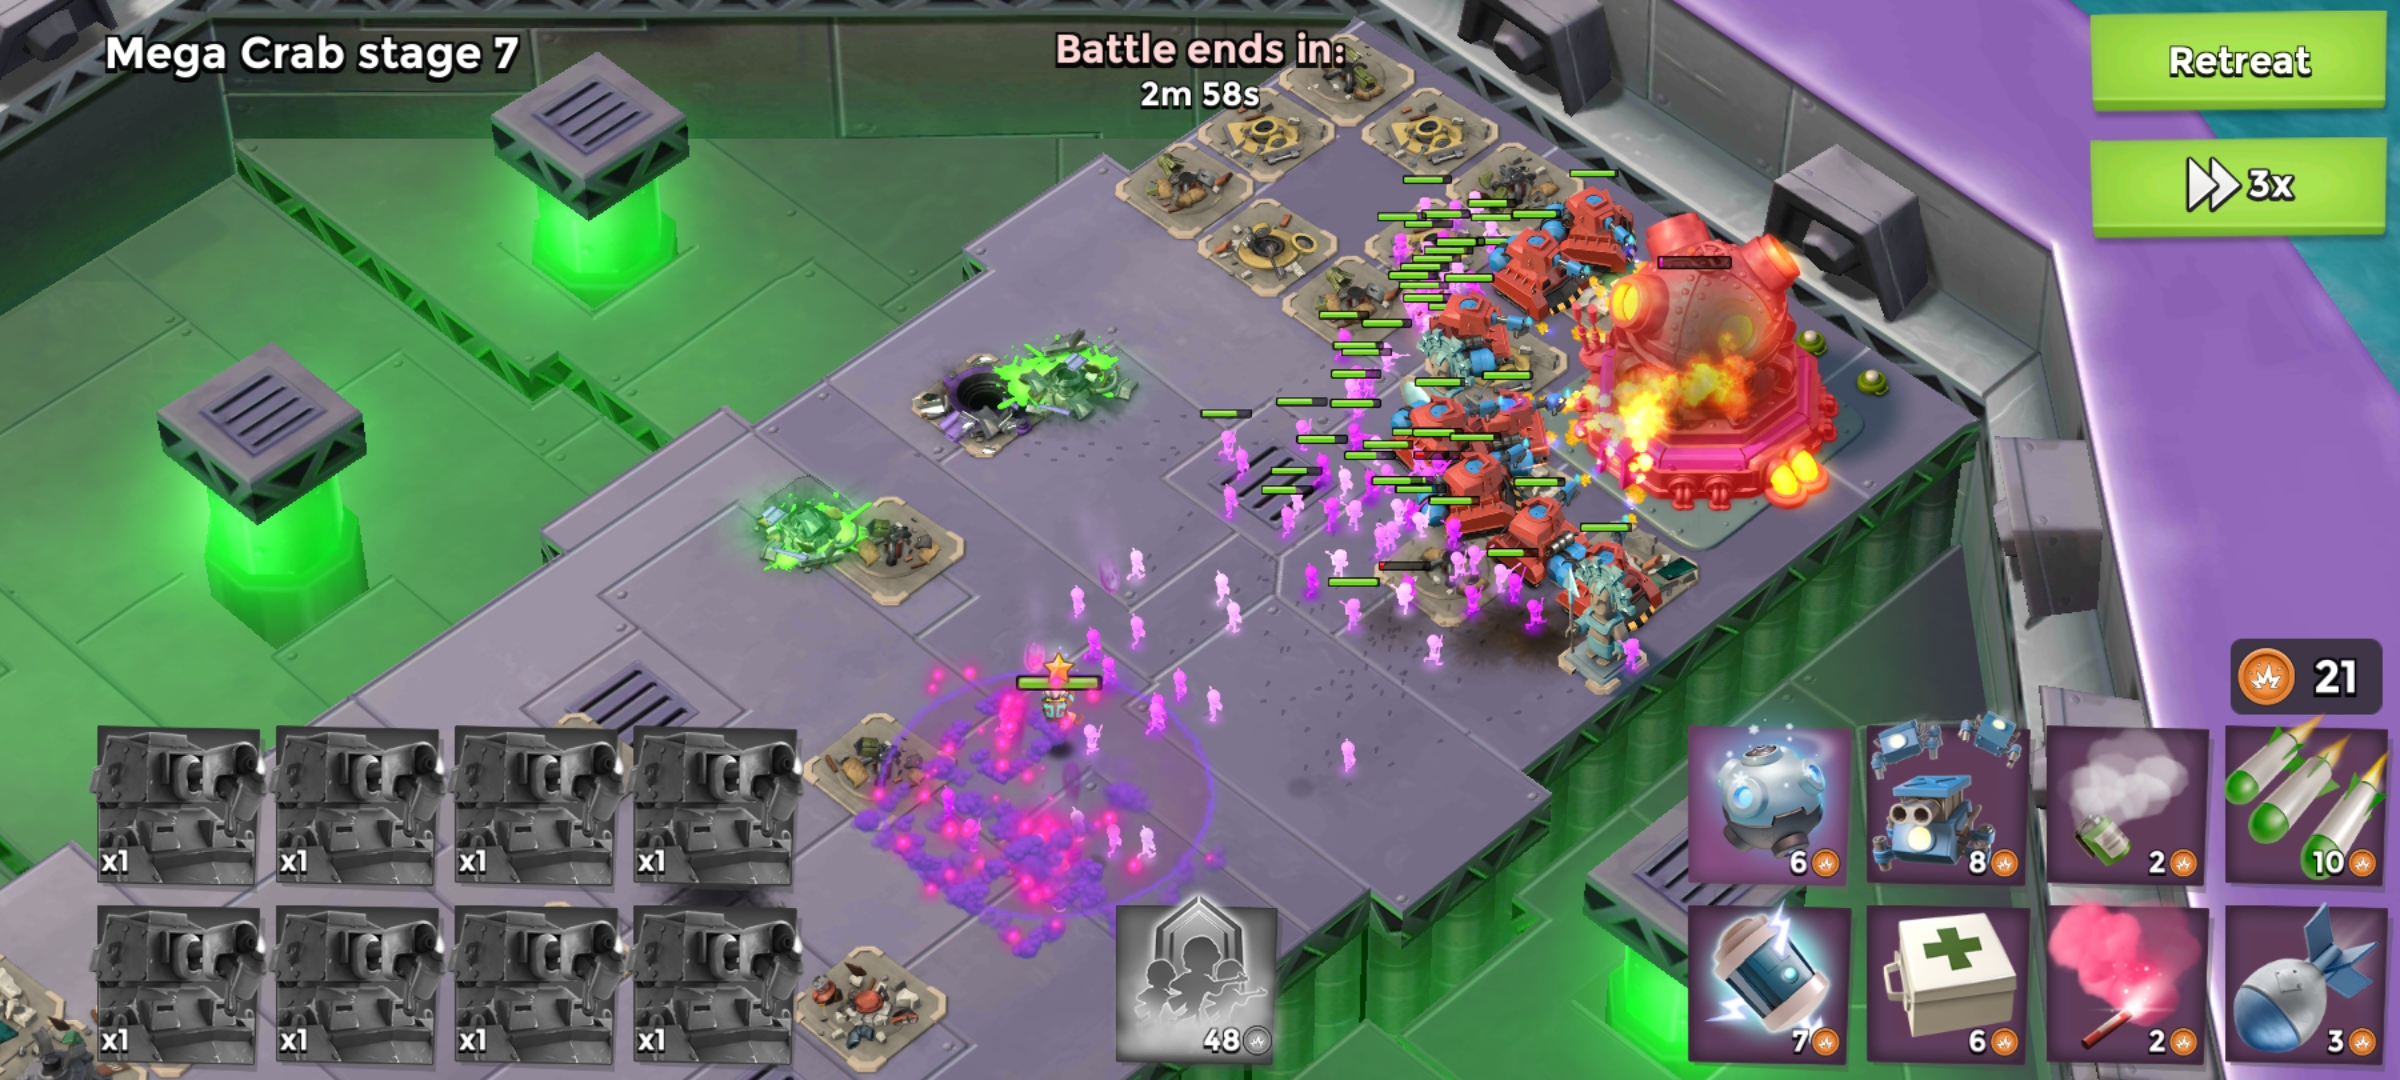 Mega Crab stage 7
Battle ends in:
2m 58s
Retreat
3x
21
x1 x1 x1 x1
6 8 2 10
x1 x1 x1 x1
48
7 6 2 3